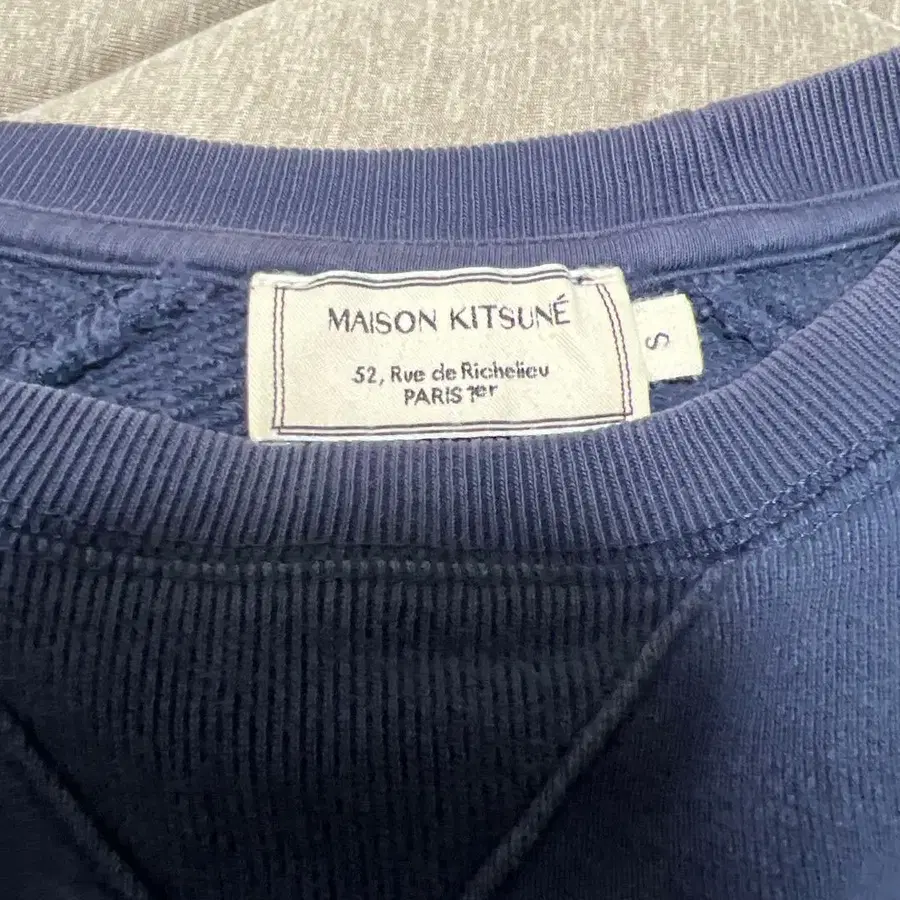 MAISON KITSUNÉ
S
52, Rue de Richelieu
PARIS 1er